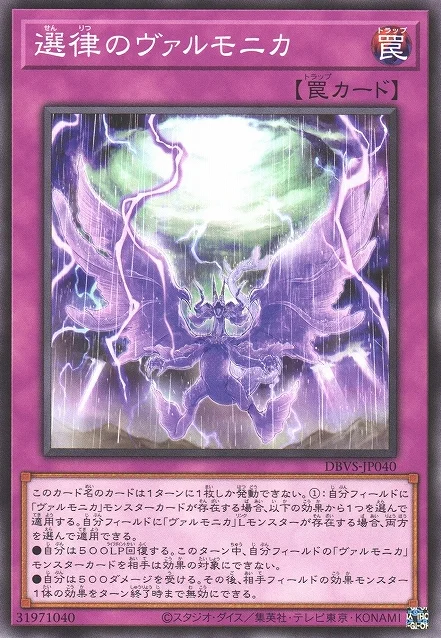 選律のヴァルモニカ
罠
【罠カード】
DBVS-JP040
このカード名のカードは1ターンに1枚しか発動できない。①:自分フィールドに
「ヴァルモニカ」モンスターカードが存在する場合、以下の効果から1つを選んで
適用する。自分フィールドに「ヴァルモニカ」Lモンスターが存在する場合、両方
を選んで適用できる。
●自分は500LP回復する。このターン中、自分フィールドの「ヴァルモニカ」
モンスターカードを相手は効果の対象にできない。
●自分は500ダメージを受ける。その後、相手フィールドの効果モンスター
1体の効果をターン終了時まで無効にできる。
31971040
©スタジオ・ダイス/集英社・テレビ東京・KONAMI